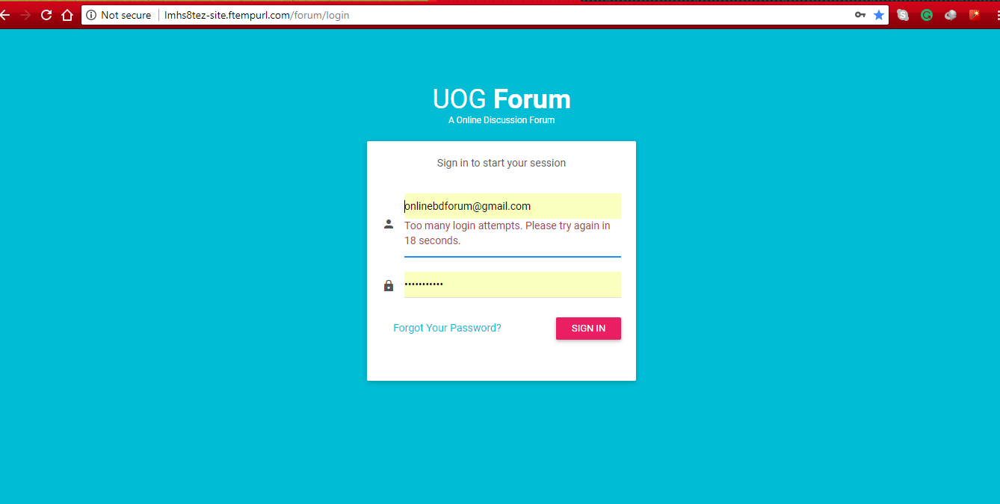 Not secure lmhs8tez-site.ftempurl.com/forum/login
UOG Forum
A Online Discussion Forum
Sign in to start your session
onlinebdforum@gmail.com
Too many login attempts. Please try again in
18 seconds.
•••••••••••
Forgot Your Password? SIGN IN